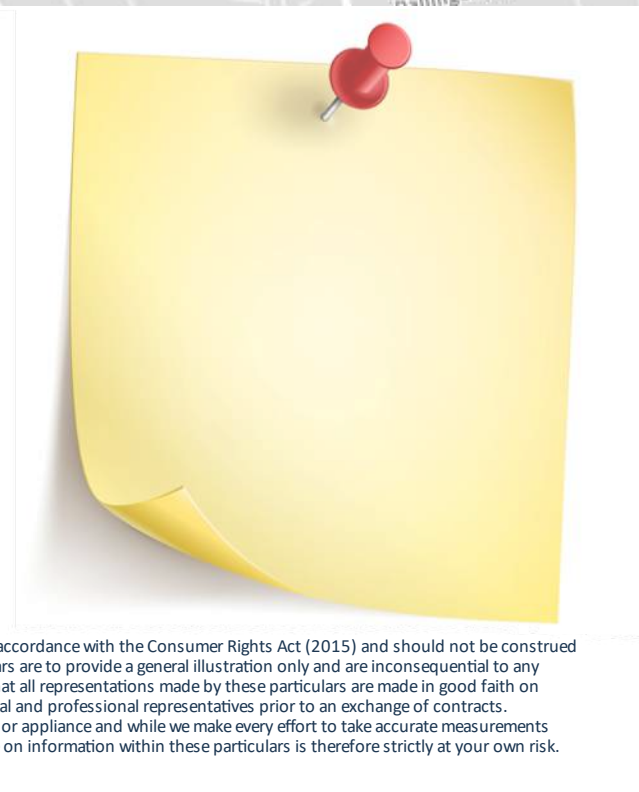 accordance with the Consumer Rights Act (2015) and should not be construed
are to provide a general illustration only and are inconsequential to any
at all representations made by these particulars are made in good faith on
and professional representatives prior to an exchange of contracts.
or appliance and while we make every effort to take accurate measurements
on information within these particulars is therefore strictly at your own risk.